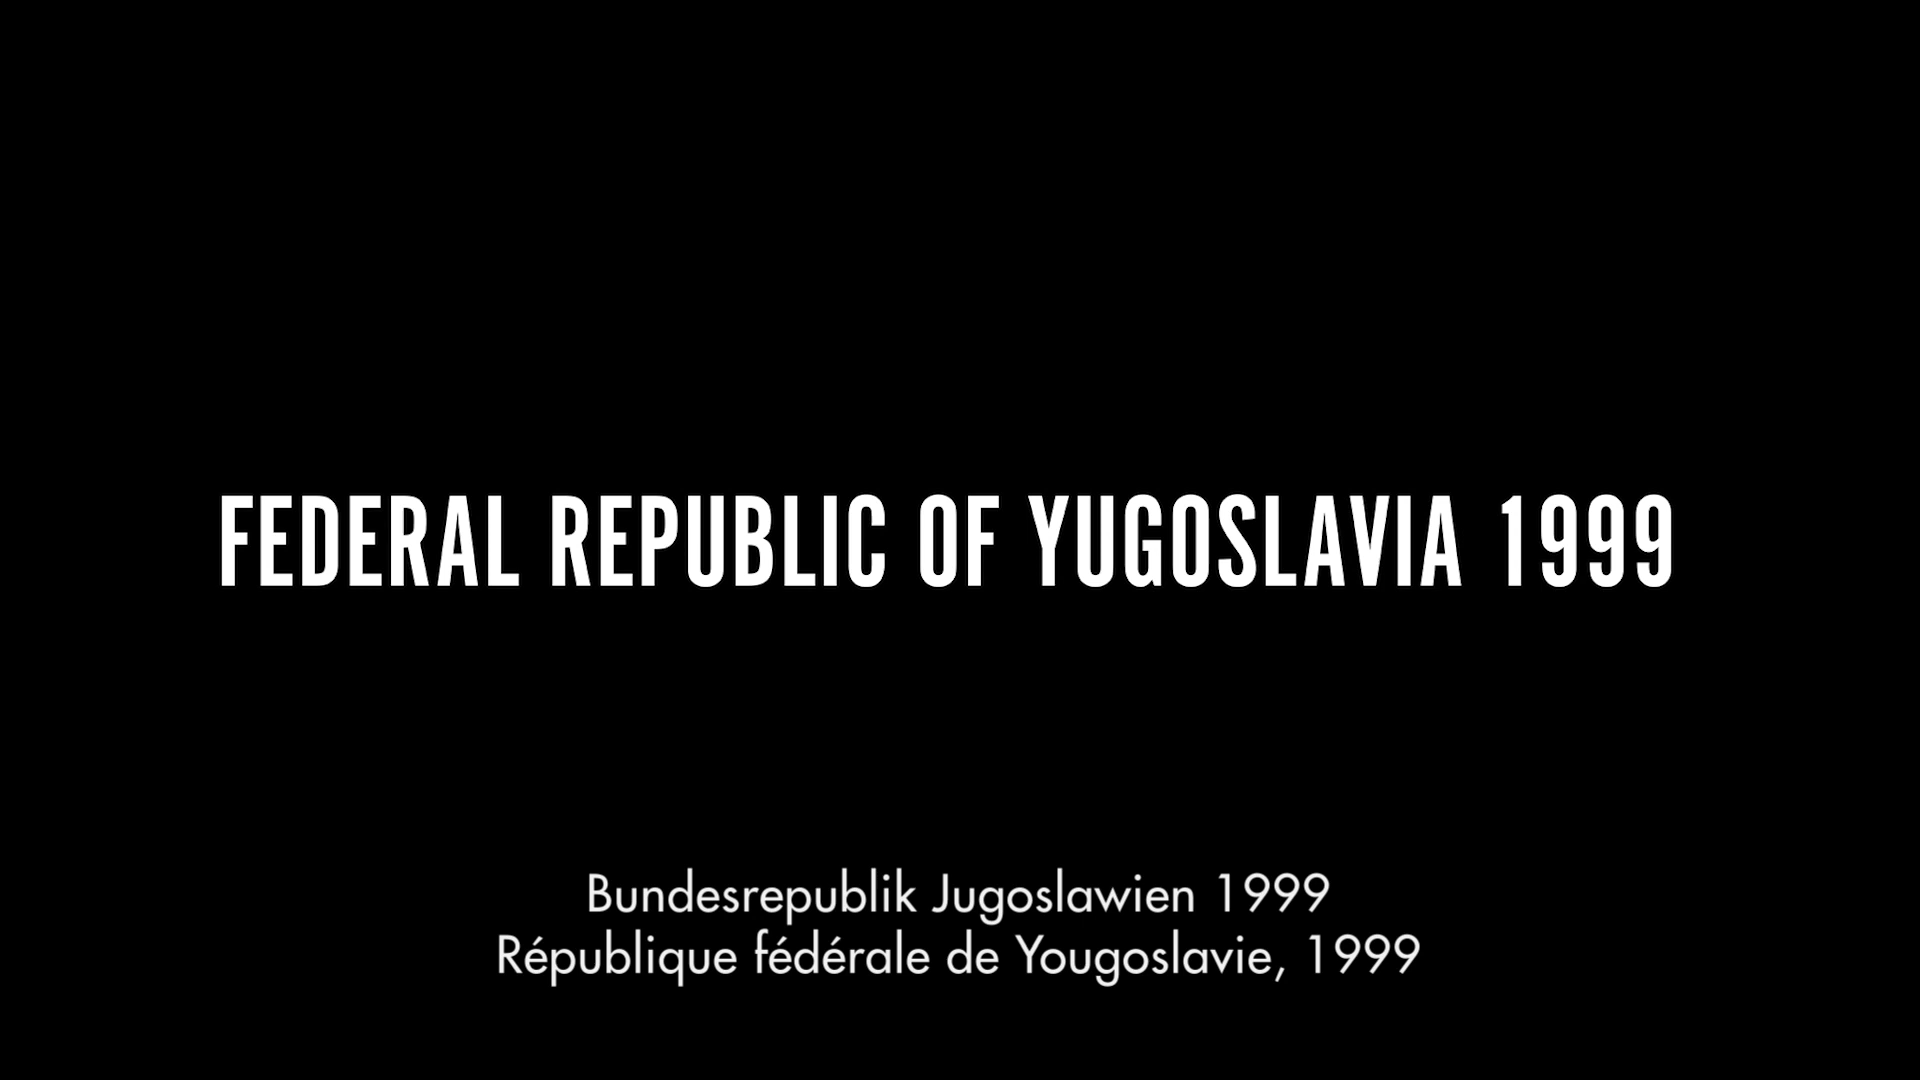 FEDERAL REPUBLIC OF YUGOSLAVIA 1999
Bundesrepublik Jugoslawien 1999
République fédérale de Yougoslavie, 1999